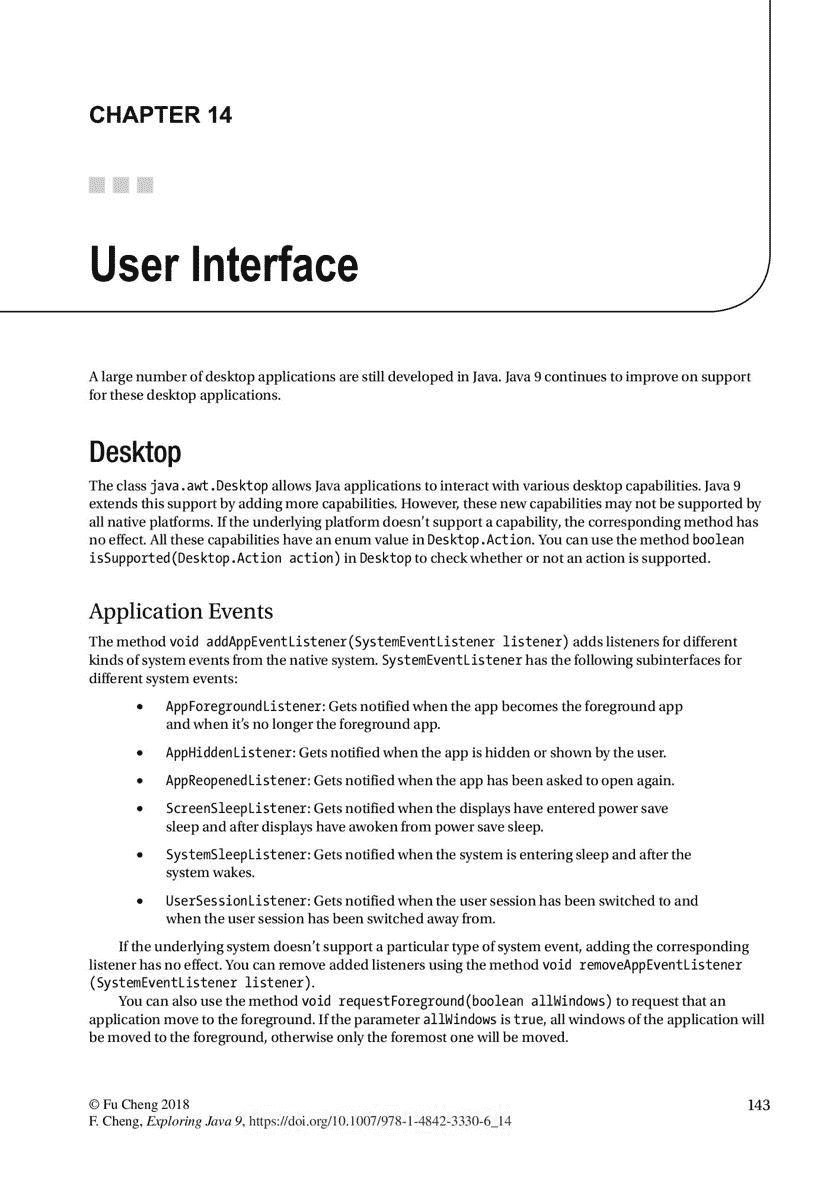 CHAPTER 14
User Interface
A large number of desktop applications are still developed in Java. Java 9 continues to improve on support
for these desktop applications.
Desktop
The class java.awt.Desktop allows Java applications to interact with various desktop capabilities. Java 9
extends this support by adding more capabilities. However, these new capabilities may not be supported by
all native platforms. If the underlying platform doesn't support a capability, the corresponding method has
no effect. All these capabilities have an enum value in Desktop.Action. You can use the method boolean
isSupported(Desktop.Action action) in Desktop to check whether or not an action is supported.
Application Events
The method void addAppEventListener(SystemEventListener listener) adds listeners for different
kinds of system events from the native system. SystemEventListener has the following subinterfaces for
different system events:
• AppForegroundListener: Gets notified when the app becomes the foreground app
and when it's no longer the foreground app.
• AppHiddenListener: Gets notified when the app is hidden or shown by the user.
• AppReopenedListener: Gets notified when the app has been asked to open again.
• ScreenSleepListener: Gets notified when the displays have entered power save
sleep and after displays have awoken from power save sleep.
• SystemSleepListener: Gets notified when the system is entering sleep and after the
system wakes.
• UserSessionListener: Gets notified when the user session has been switched to and
when the user session has been switched away from.
If the underlying system doesn't support a particular type of system event, adding the corresponding
listener has no effect. You can remove added listeners using the method void removeAppEventListener
(SystemEventListener listener).
You can also use the method void requestForeground(boolean allWindows) to request that an
application move to the foreground. If the parameter allWindows is true, all windows of the application will
be moved to the foreground, otherwise only the foremost one will be moved.
© Fu Cheng 2018 143
F. Cheng, Exploring Java 9, https://doi.org/10.1007/978-1-4842-3330-6_14